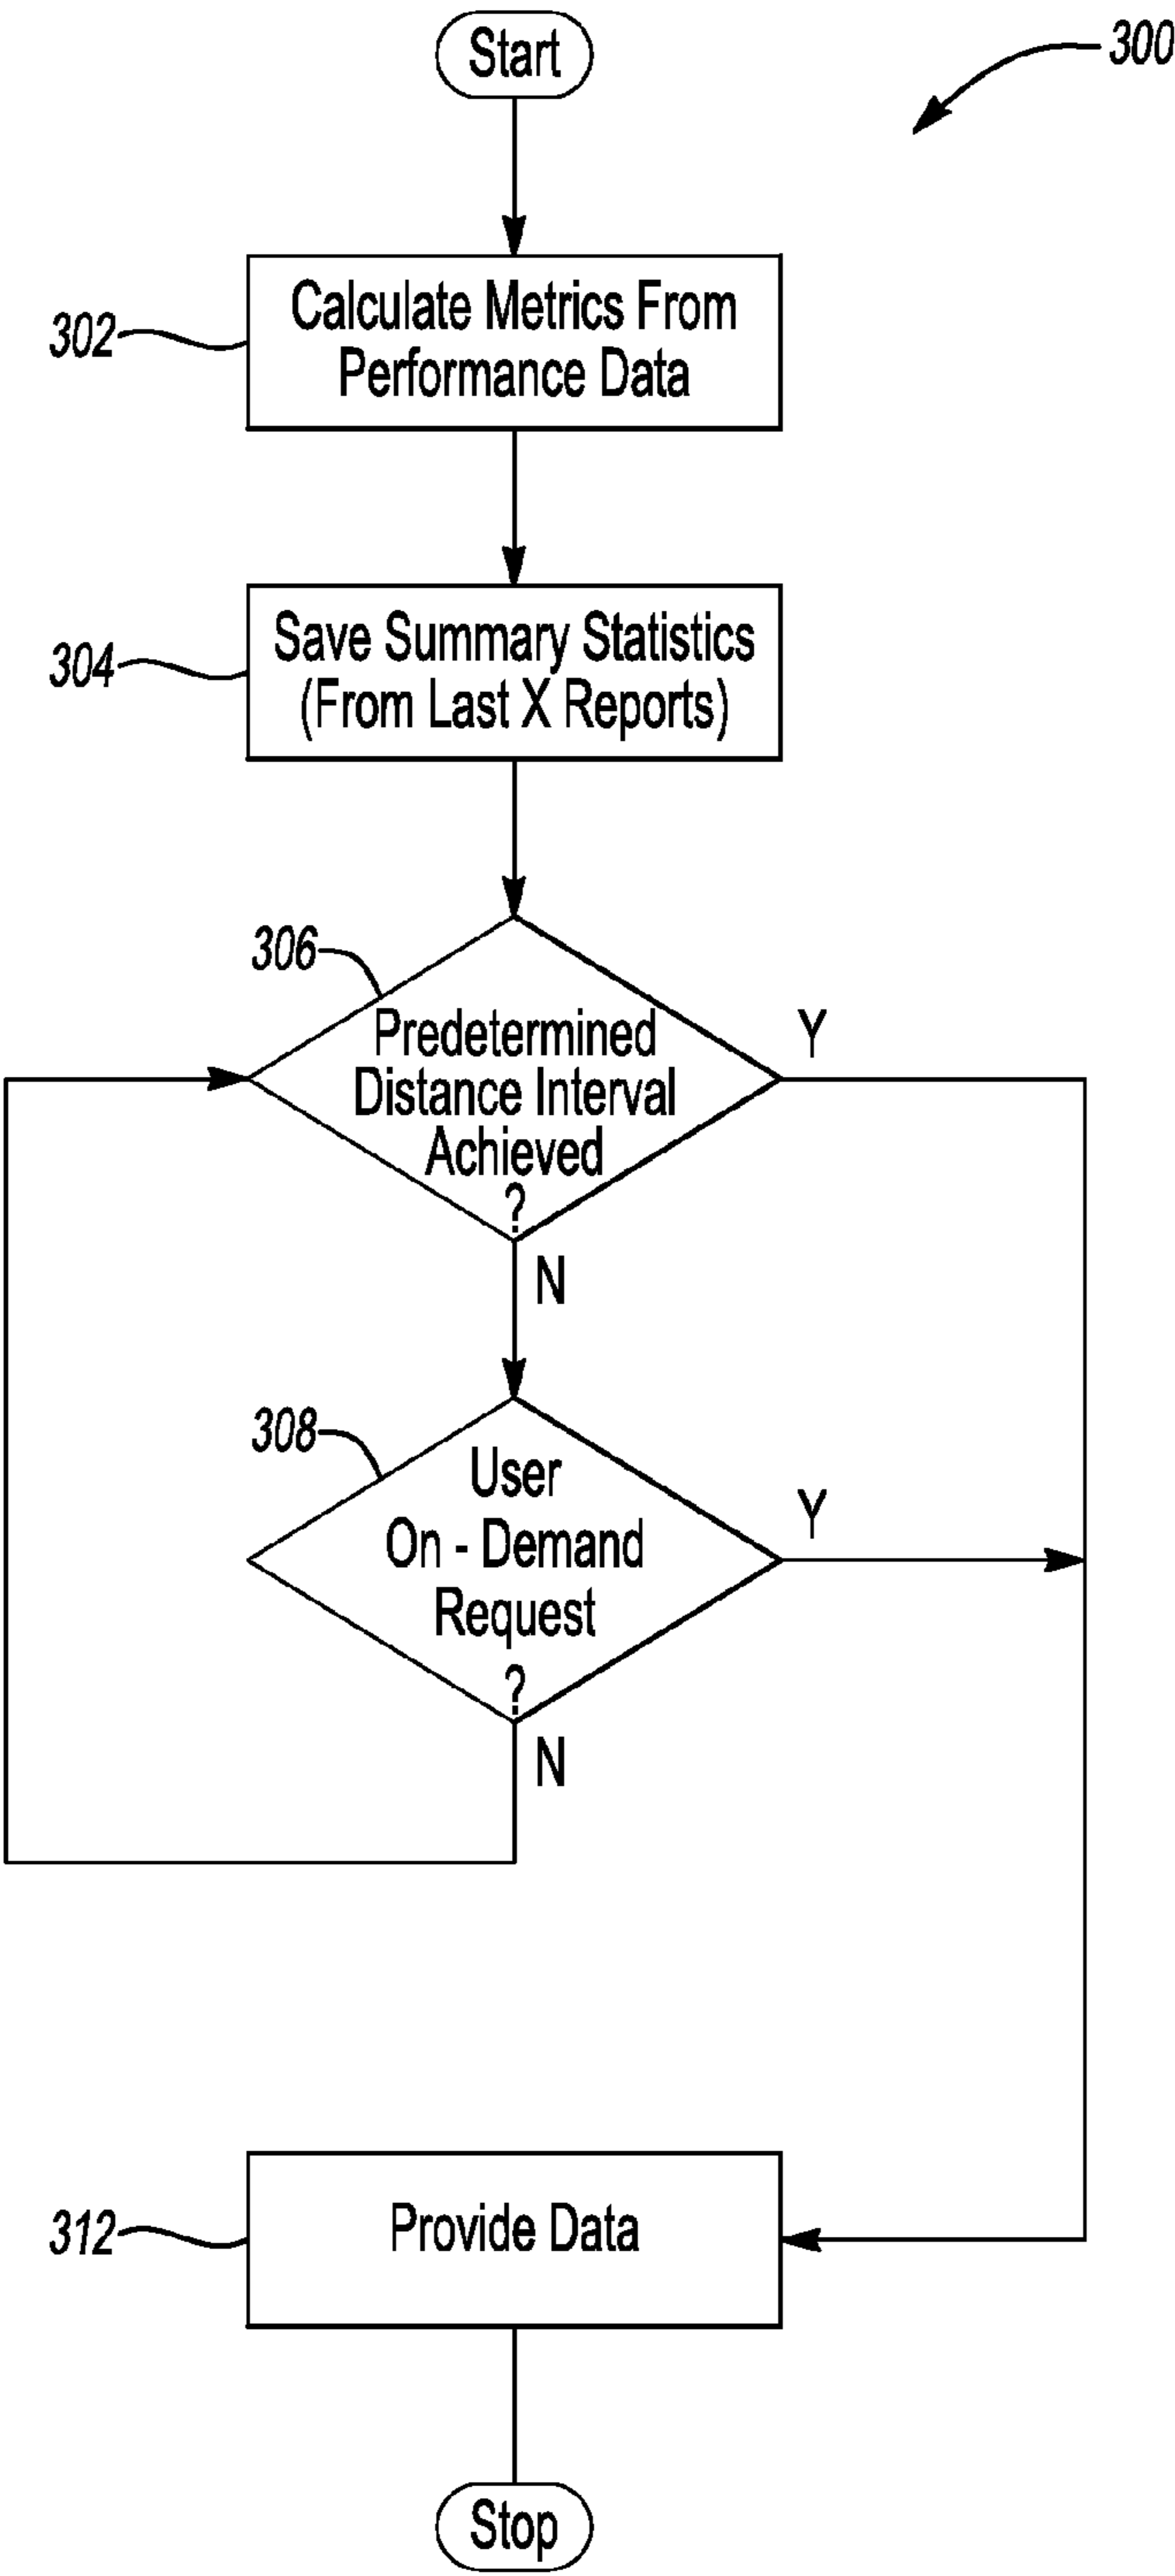 Start
300
302
Calculate Metrics From
Performance Data
304
Save Summary Statistics
(From Last X Reports)
306
Predetermined
Distance Interval
Achieved
?
Y
N
308
User
On - Demand
Request
?
Y
N
312
Provide Data
Stop